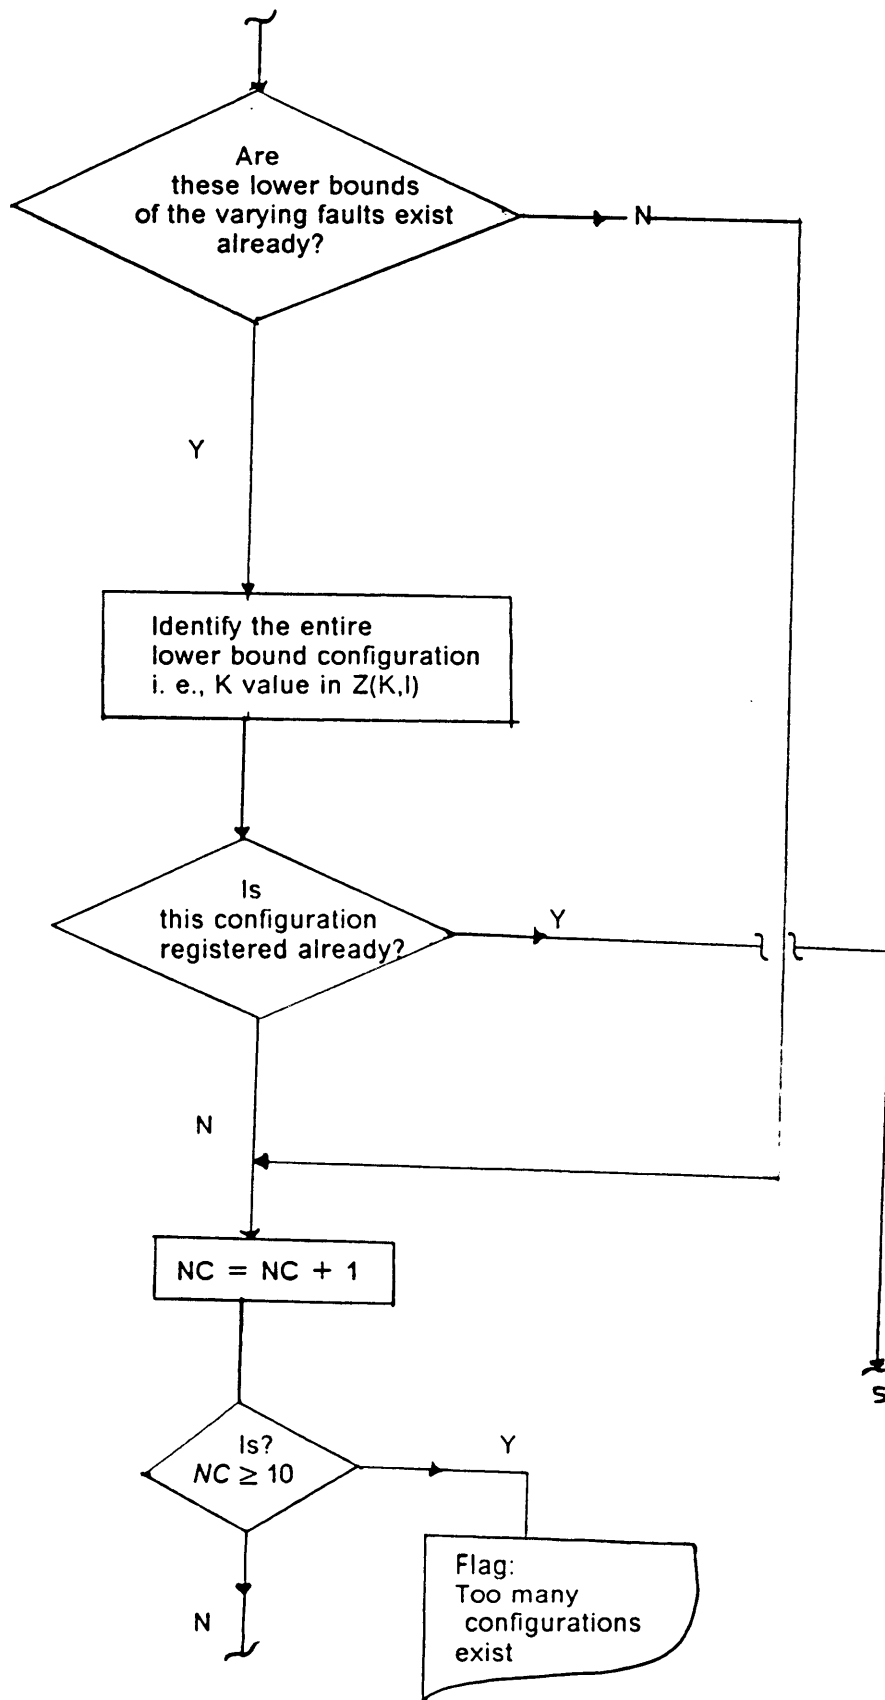 Are
these lower bounds
of the varying faults exist
already?
N
Y
Identify the entire
lower bound configuration
i. e., K value in Z(K,I)
Is
this configuration
registered already?
Y
N
NC = NC + 1
Is?
NC ≥ 10
Y
N
Flag:
Too many
configurations
exist